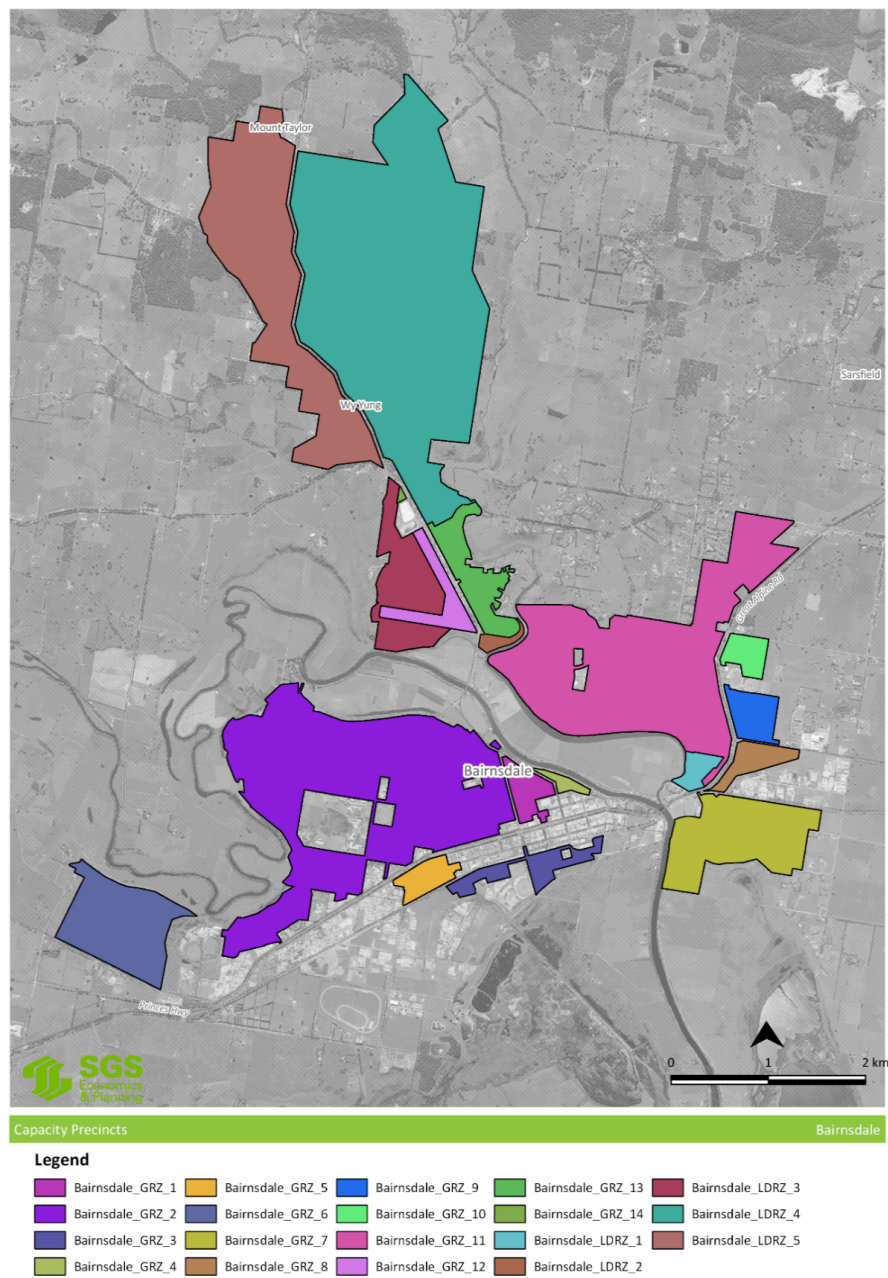 Mount Taylor
Sarsfield
Wy Yung
Great Alpine Rd
Bairnsdale
Princes Hwy
0 1 2 km
SGS
Economics
& Planning
Capacity Precincts Bairnsdale
Legend
Bairnsdale_GRZ_1 Bairnsdale_GRZ_5 Bairnsdale_GRZ_9 Bairnsdale_GRZ_13 Bairnsdale_LDRZ_3
Bairnsdale_GRZ_2 Bairnsdale_GRZ_6 Bairnsdale_GRZ_10 Bairnsdale_GRZ_14 Bairnsdale_LDRZ_4
Bairnsdale_GRZ_3 Bairnsdale_GRZ_7 Bairnsdale_GRZ_11 Bairnsdale_LDRZ_1 Bairnsdale_LDRZ_5
Bairnsdale_GRZ_4 Bairnsdale_GRZ_8 Bairnsdale_GRZ_12 Bairnsdale_LDRZ_2